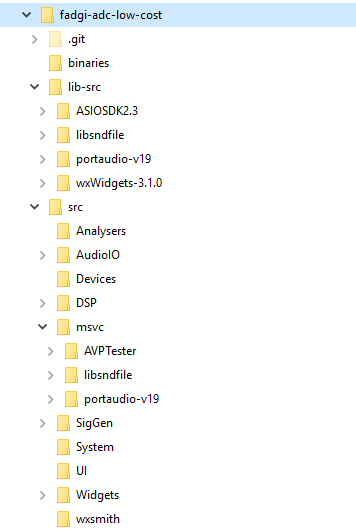 fadgi-adc-low-cost
.git
binaries
lib-src
ASIOSDK2.3
libsndfile
portaudio-v19
wxWidgets-3.1.0
src
Analysers
AudioIO
Devices
DSP
msvc
AVPTester
libsndfile
portaudio-v19
SigGen
System
UI
Widgets
wxsmith